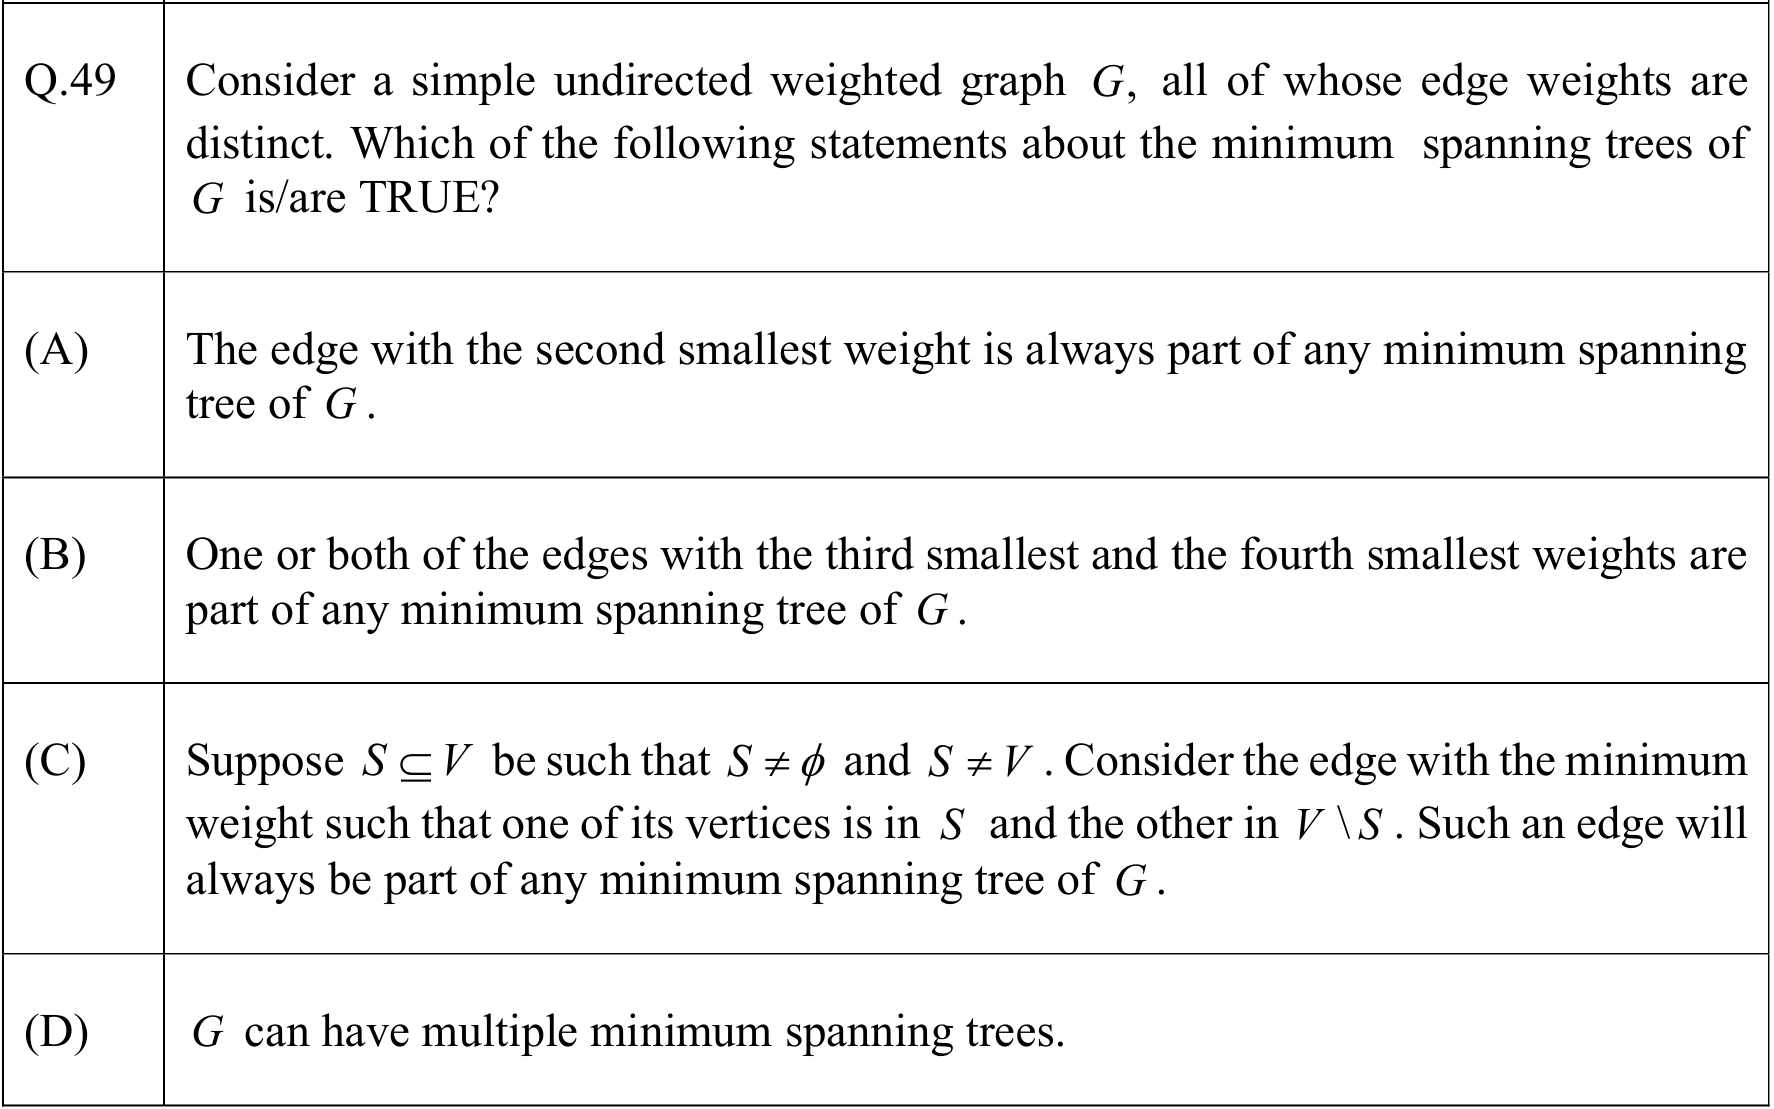 Q.49 Consider a simple undirected weighted graph G, all of whose edge weights are
distinct. Which of the following statements about the minimum spanning trees of
G is/are TRUE?
(A) The edge with the second smallest weight is always part of any minimum spanning
tree of G.
(B) One or both of the edges with the third smallest and the fourth smallest weights are
part of any minimum spanning tree of G.
(C) Suppose S ⊆ V be such that S ≠ ϕ and S ≠ V. Consider the edge with the minimum
weight such that one of its vertices is in S and the other in V \ S. Such an edge will
always be part of any minimum spanning tree of G.
(D) G can have multiple minimum spanning trees.